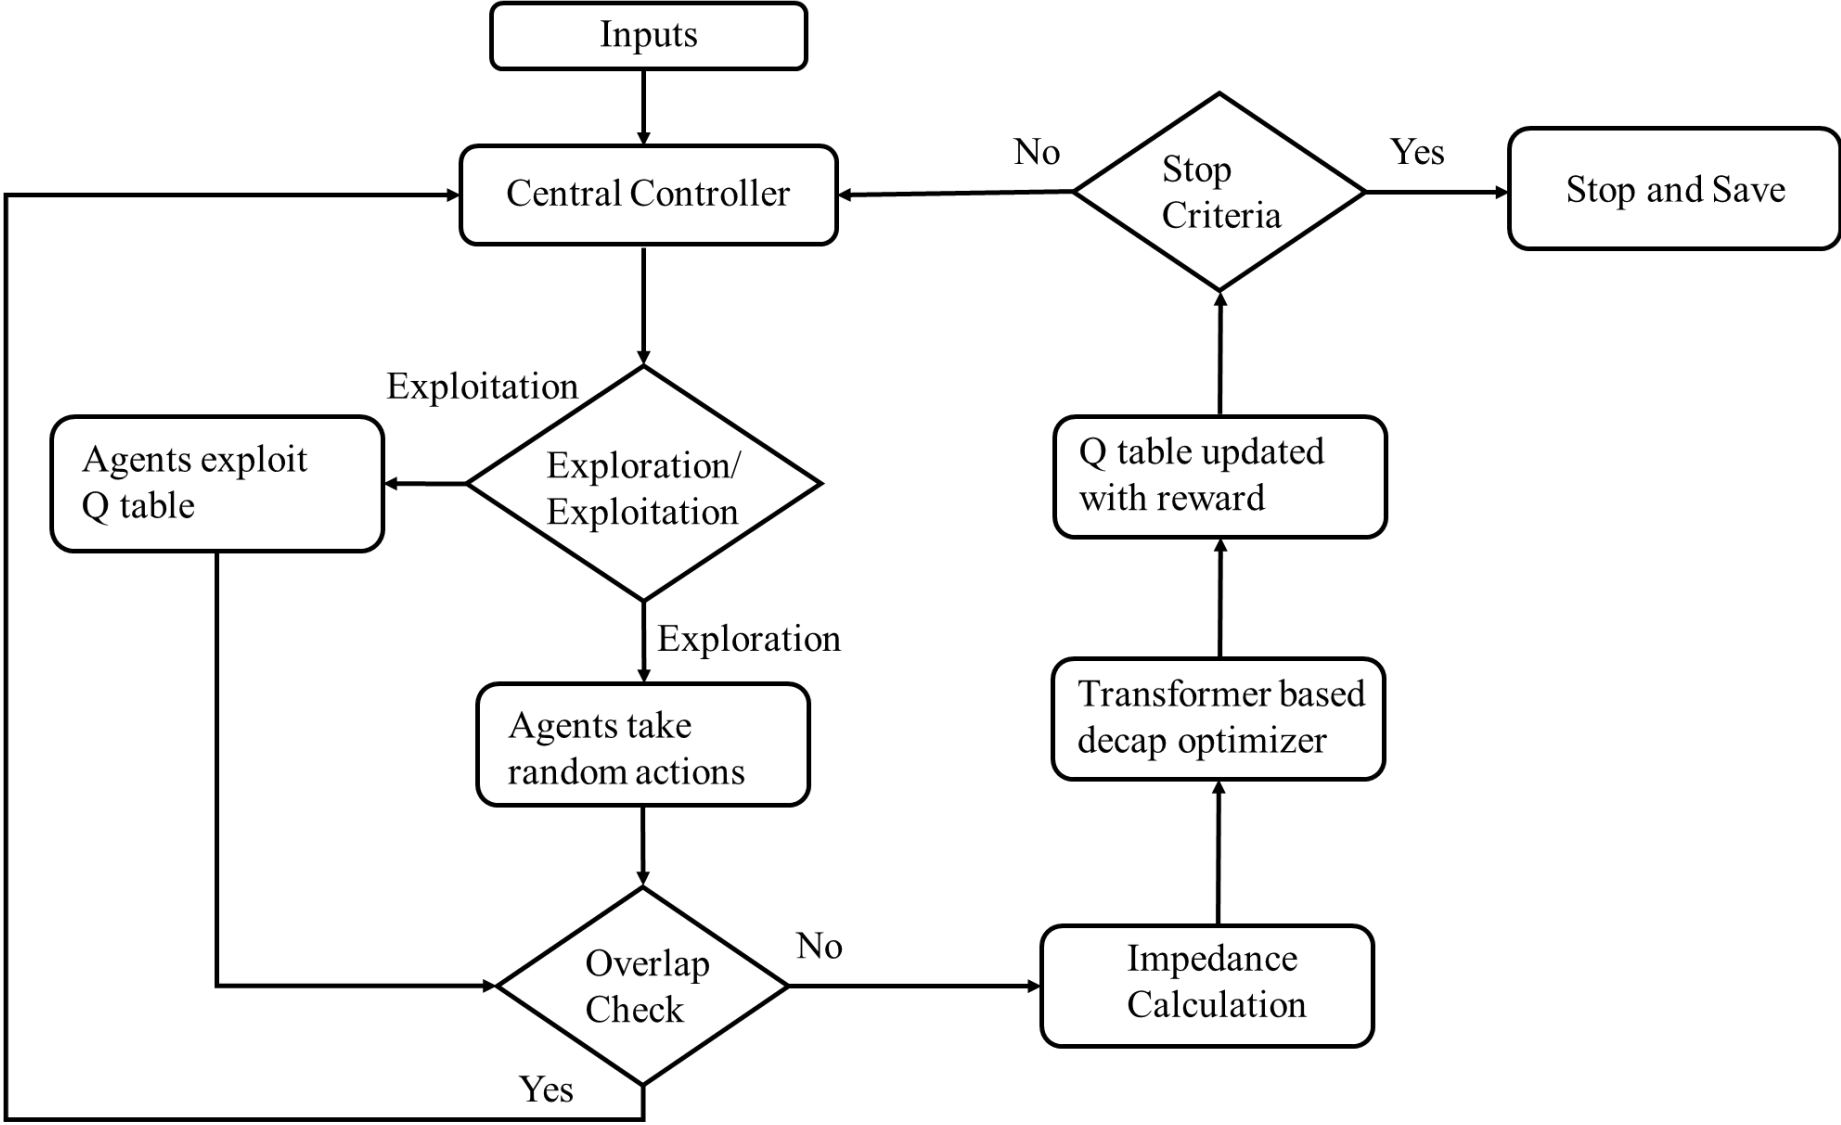 Inputs
Central Controller
No
Stop
Criteria
Yes
Stop and Save
Exploitation
Agents exploit
Q table
Exploration/
Exploitation
Q table updated
with reward
Exploration
Agents take
random actions
Transformer based
decap optimizer
Overlap
Check
No
Impedance
Calculation
Yes